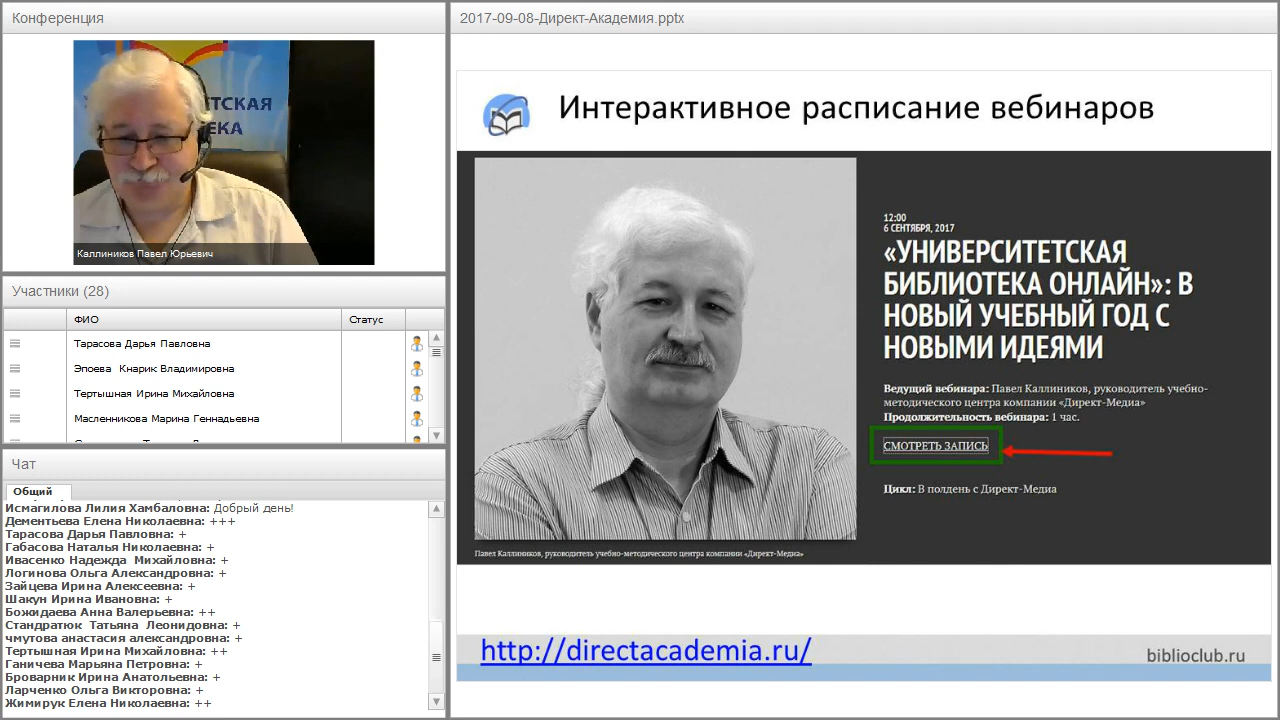 Конференция
ТСКАЯ
ЕКА
Каллиников Павел Юрьевич
Участники (28)
ФИО
Статус
Тарасова Дарья Павловна
Эпоева Кнарик Владимировна
Тертышная Ирина Михайловна
Масленникова Марина Геннадьевна
Чат
Общий
Исмагилова Лилия Хамбаловна: Добрый день!
Дементьева Елена Николаевна: +++
Тарасова Дарья Павловна: +
Габасова Наталья Николаевна: +
Ивасенко Надежда Михайловна: +
Логинова Ольга Александровна: +
Зайцева Ирина Алексеевна: +
Шакун Ирина Ивановна: +
Божидаева Анна Валерьевна: ++
Стандратюк Татьяна Леонидовна: +
чмутова анастасия александровна: +
Тертышная Ирина Михайловна: ++
Ганичева Марьяна Петровна: +
Броварник Ирина Анатольевна: +
Ларченко Ольга Викторовна: +
Жимирук Елена Николаевна: ++
2017-09-08-Директ-Академия.pptx
Интерактивное расписание вебинаров
12:00
6 СЕНТЯБРЯ, 2017
«УНИВЕРСИТЕТСКАЯ
БИБЛИОТЕКА ОНЛАЙН»: В
НОВЫЙ УЧЕБНЫЙ ГОД С
НОВЫМИ ИДЕЯМИ
Ведущий вебинара: Павел Каллиников, руководитель учебно-
методического центра компании «Директ-Медиа»
Продолжительность вебинара: 1 час.
СМОТРЕТЬ ЗАПИСЬ
Цикл: В полдень с Директ-Медиа
Павел Каллиников, руководитель учебно-методического центра компании «Директ-Медиа»
http://directacademia.ru/
biblioclub.ru